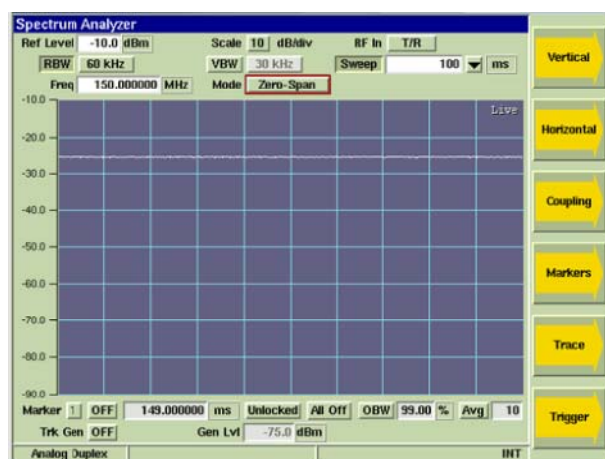 Spectrum Analyzer
Ref Level -10.0 dBm Scale 10 dB/div RF In T/R
RBW 60 kHz VBW 30 kHz Sweep 100 ms
Freq 150.000000 MHz Mode Zero-Span
-10.0
Live
-20.0
-30.0
-40.0
-50.0
-60.0
-70.0
-80.0
-90.0
Marker 1 OFF 149.000000 ms Unlocked All Off OBW 99.00 % Avg 10
Trk Gen OFF Gen Lvl -75.0 dBm
Analog Duplex INT
Vertical
Horizontal
Coupling
Markers
Trace
Trigger